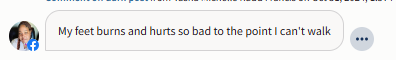 My feet burns and hurts so bad to the point I can't walk